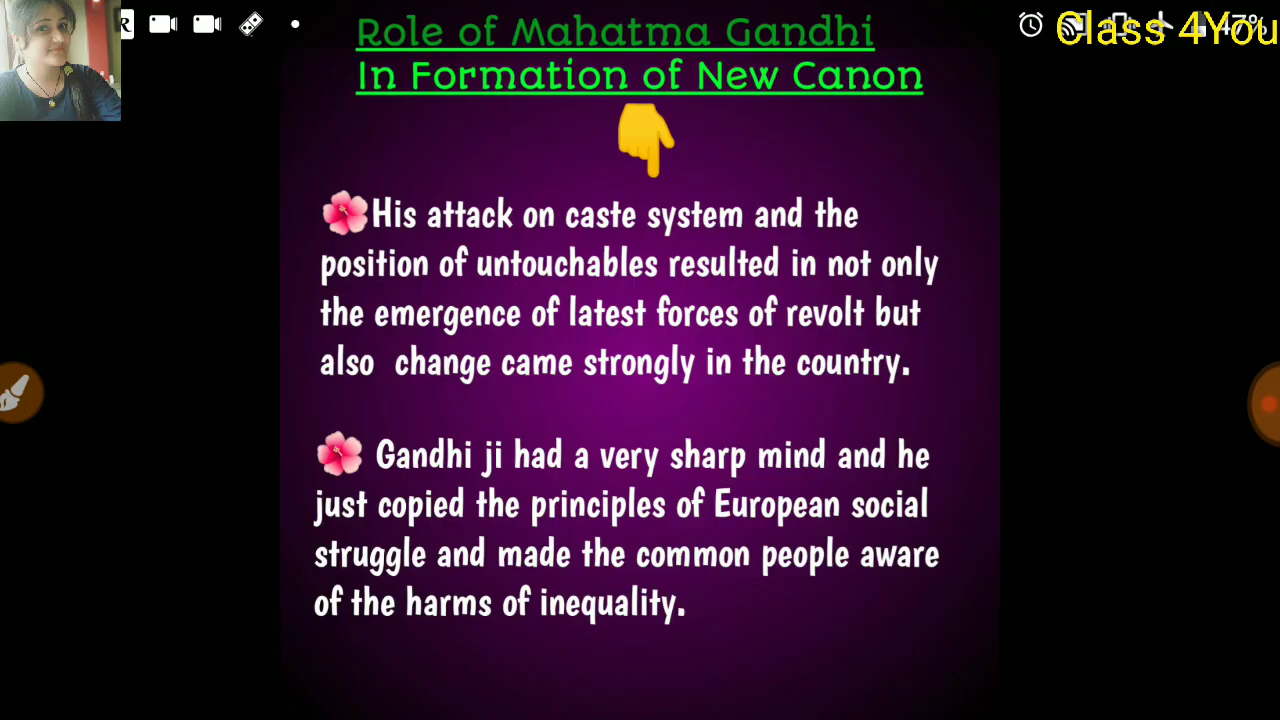 Role of Mahatma Gandhi
In Formation of New Canon
Class 4You
47%
His attack on caste system and the
position of untouchables resulted in not only
the emergence of latest forces of revolt but
also change came strongly in the country.
Gandhi ji had a very sharp mind and he
just copied the principles of European social
struggle and made the common people aware
of the harms of inequality.